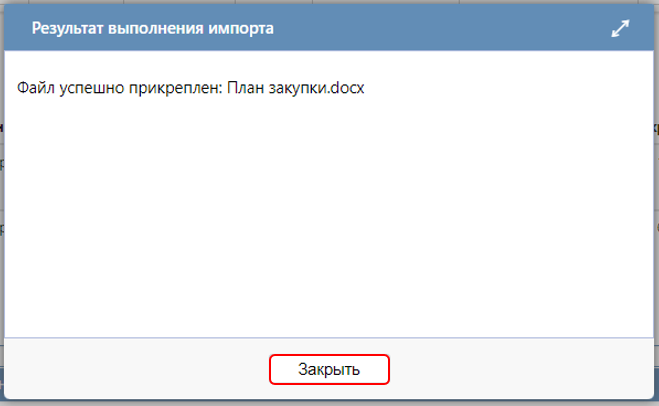 Результат выполнения импорта
Файл успешно прикреплен: План закупки.docx
Закрыть